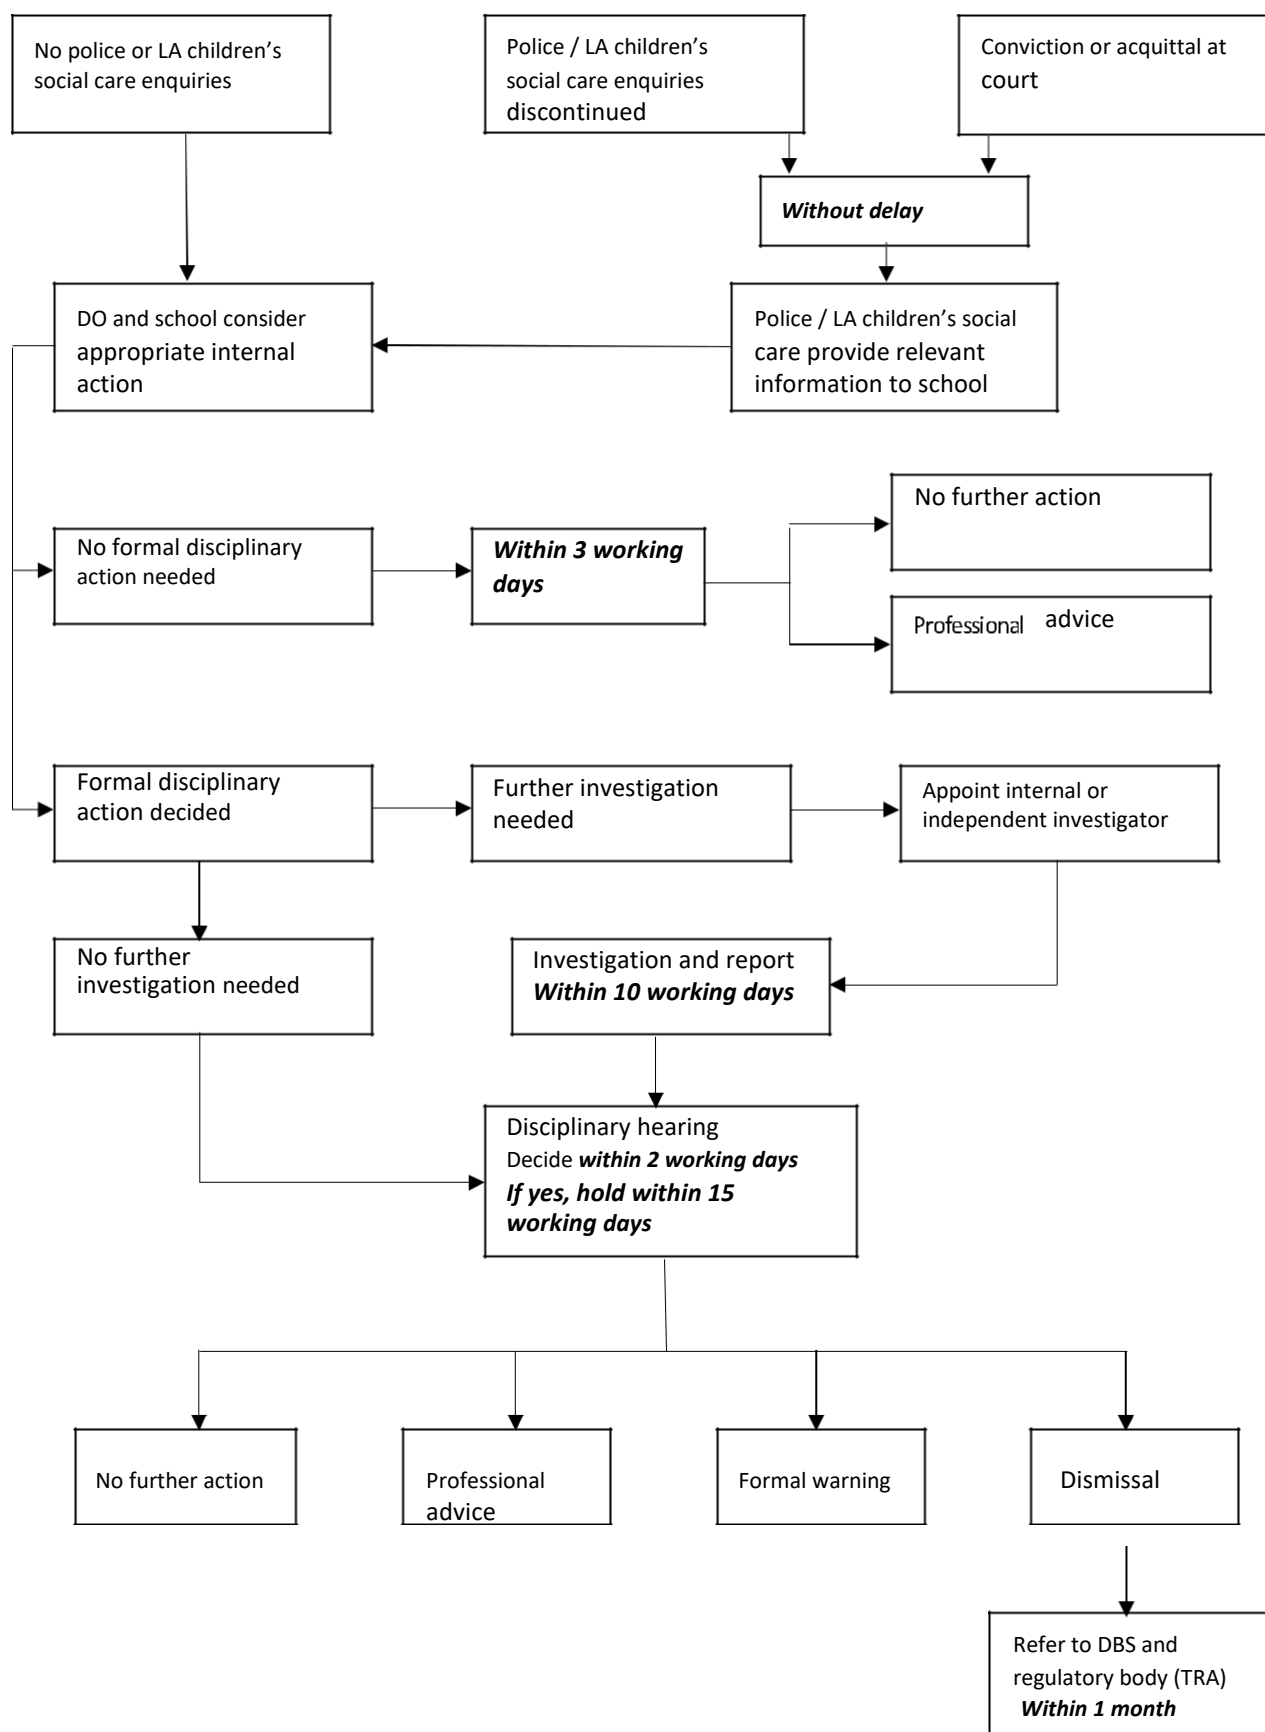 No police or LA children’s
social care enquiries
Police / LA children’s
social care enquiries
discontinued
Conviction or acquittal at
court
Without delay
DO and school consider
appropriate internal
action
Police / LA children’s social
care provide relevant
information to school
No further action
No formal disciplinary
action needed
Within 3 working
days
Professional advice
Formal disciplinary
action decided
Further investigation
needed
Appoint internal or
independent investigator
No further
investigation needed
Investigation and report
Within 10 working days
Disciplinary hearing
Decide within 2 working days
If yes, hold within 15
working days
No further action
Professional
advice
Formal warning
Dismissal
Refer to DBS and
regulatory body (TRA)
Within 1 month